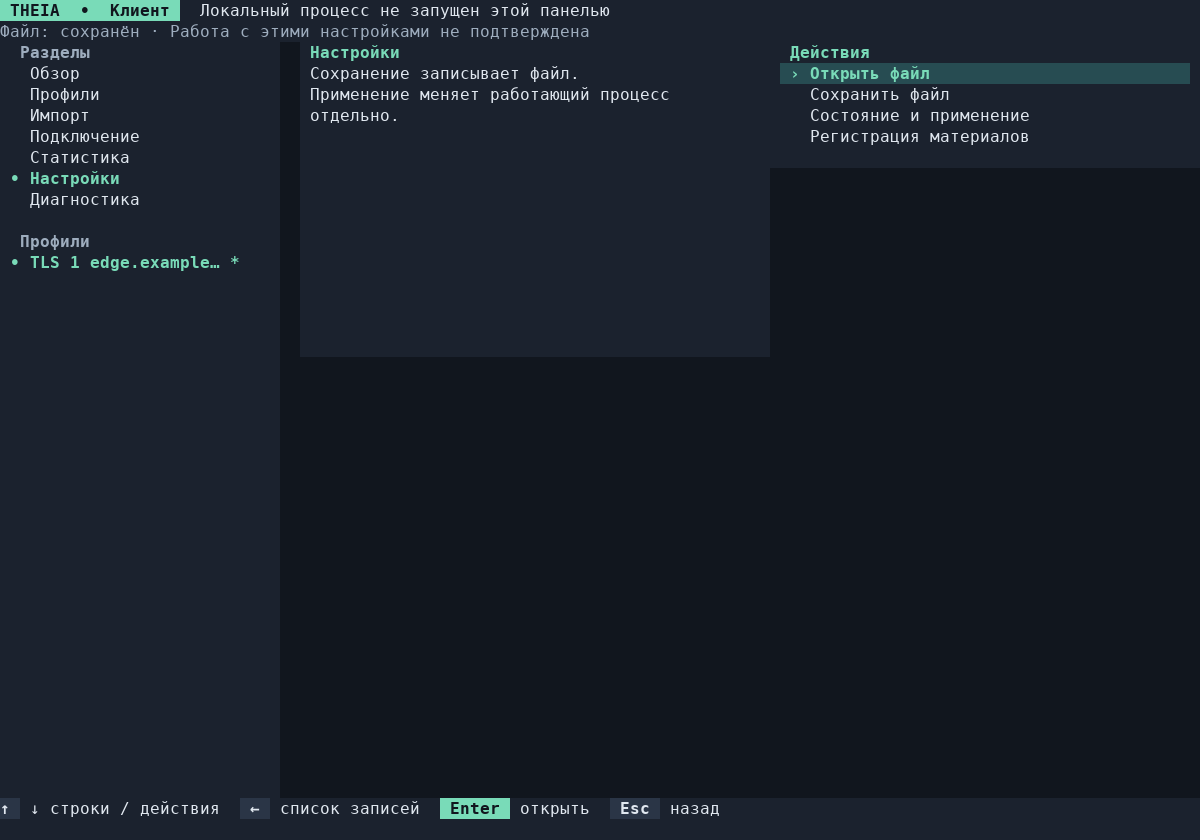 THEIA • Клиент Локальный процесс не запущен этой панелью
Файл: сохранён · Работа с этими настройками не подтверждена
Разделы
Обзор
Профили
Импорт
Подключение
Статистика
• Настройки
Диагностика
Профили
• TLS 1 edge.example… *
Настройки
Сохранение записывает файл.
Применение меняет работающий процесс
отдельно.
Действия
› Открыть файл
Сохранить файл
Состояние и применение
Регистрация материалов
↑ ↓ строки / действия ← список записей Enter открыть Esc назад